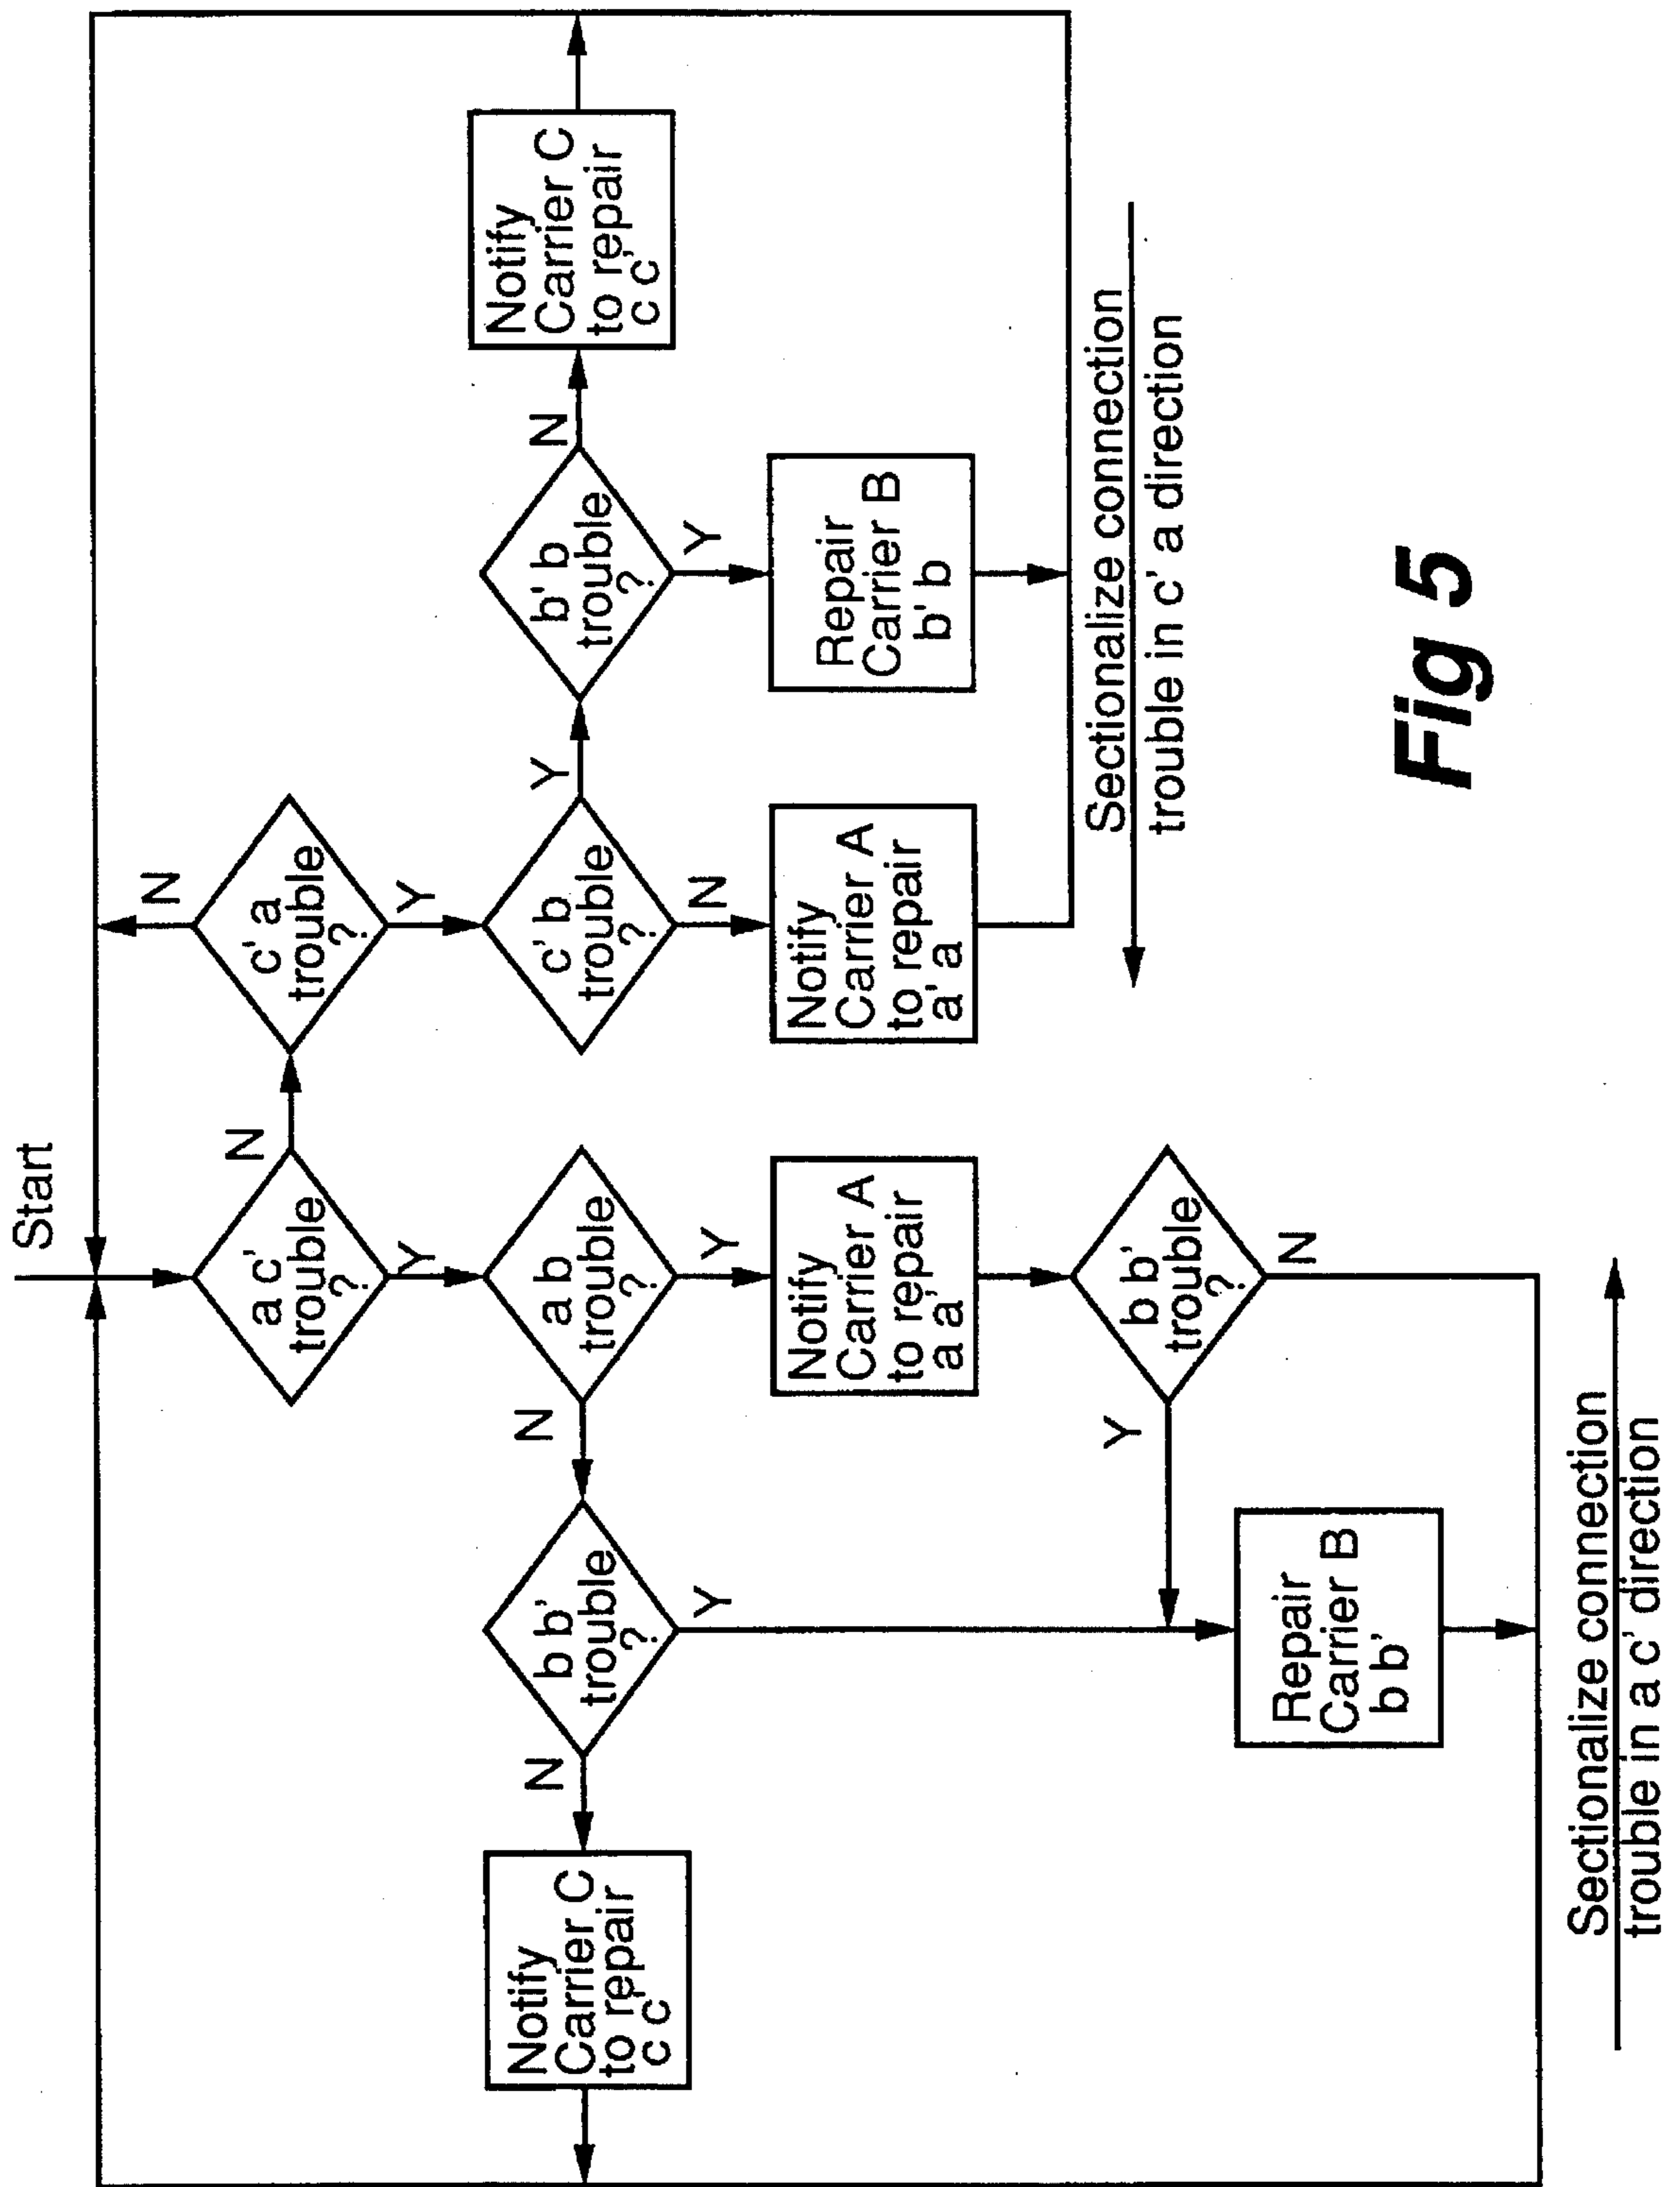 Start
N
a c'
trouble
?
N
c' a
trouble
?
Y
Y
N
b b'
trouble
?
N
a b
trouble
?
Y
c' b
trouble
?
Y
b' b
trouble
?
N
Notify
Carrier C
to repair
c c'
Notify
Carrier C
to repair
c c'
Y
Y
N
Y
Notify
Carrier A
to repair
a a'
Notify
Carrier A
to repair
a' a
Repair
Carrier B
b' b
Y
b b'
trouble
?
N
Repair
Carrier B
b b'
Sectionalize connection
trouble in c' a direction
Sectionalize connection
trouble in a c' direction
Fig 5